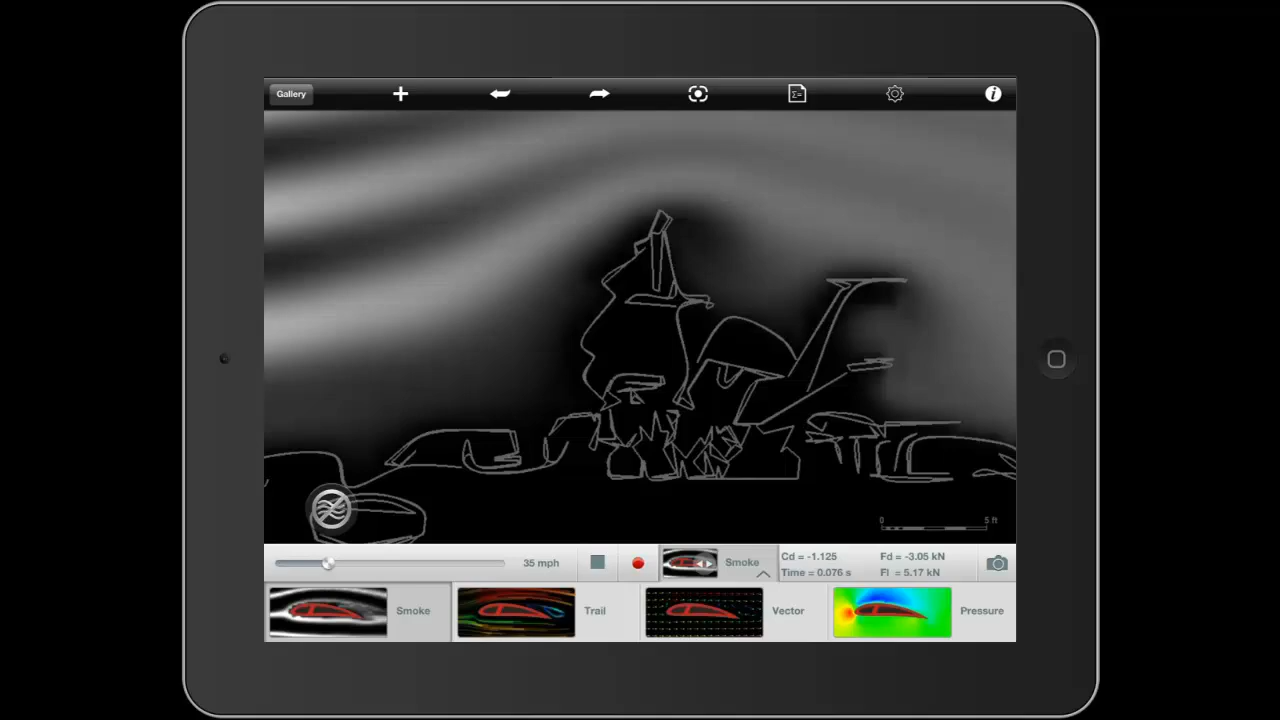 Gallery
Σ=
i
0 5 ft
35 mph
Smoke
Cd = -1.125
Fd = -3.05 kN
Time = 0.076 s
Fl = 5.17 kN
Smoke
Trail
Vector
Pressure